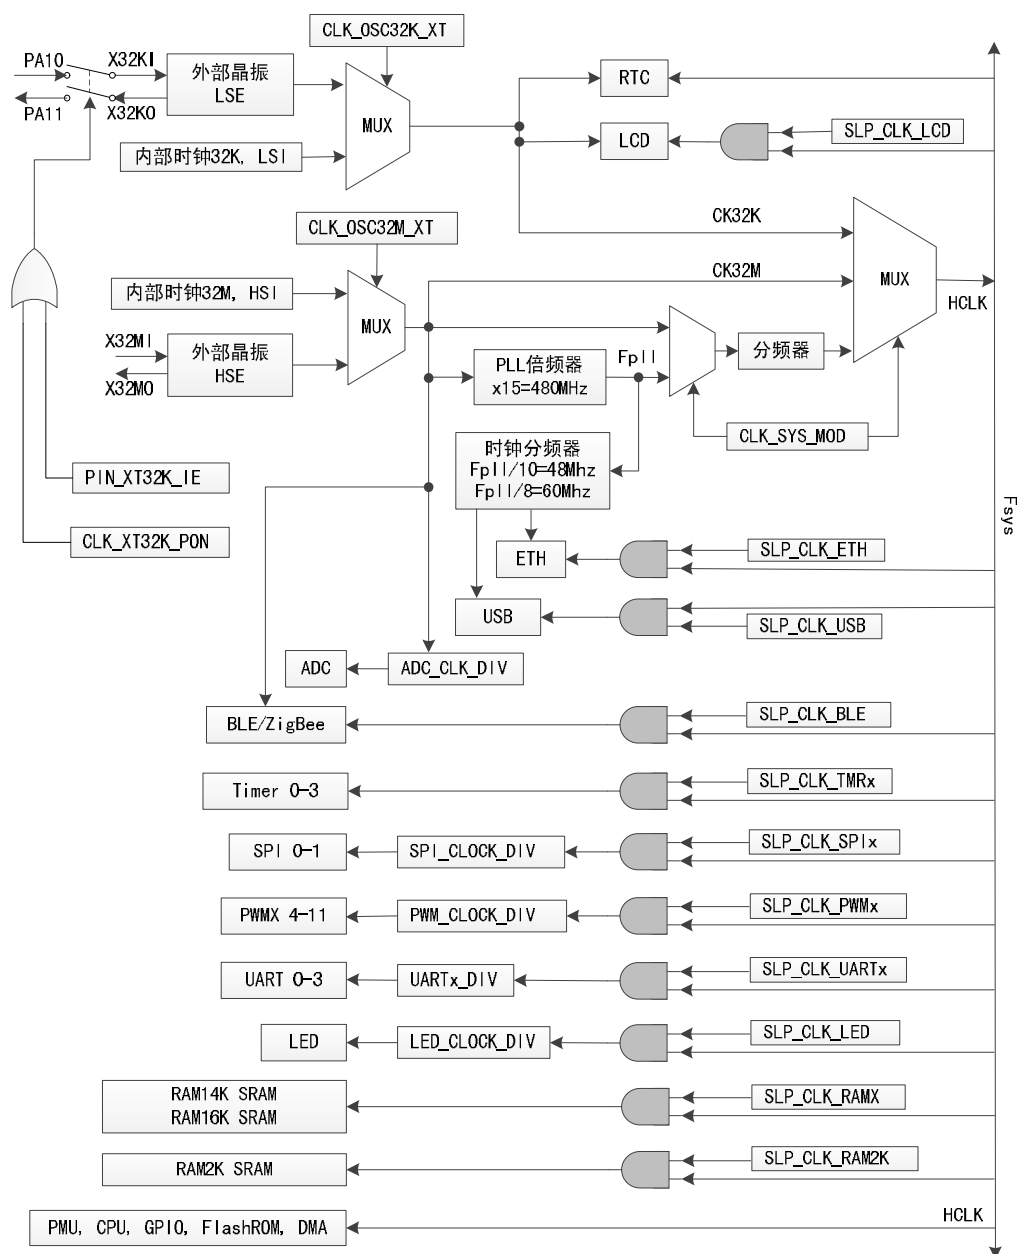 CLK_OSC32K_XT
PA10
X32KI
外部晶振
LSE
RTC
PA11
X32KO
MUX
SLP_CLK_LCD
LCD
内部时钟32K, LSI
CK32K
CLK_OSC32M_XT
CK32M
MUX
内部时钟32M, HSI
HCLK
MUX
X32MI
外部晶振
HSE
X32MO
PLL倍频器
x15=480MHz
Fpll
分频器
CLK_SYS_MOD
时钟分频器
Fpll/10=48Mhz
Fpll/8=60Mhz
PIN_XT32K_IE
Fsys
CLK_XT32K_PON
ETH
SLP_CLK_ETH
USB
SLP_CLK_USB
ADC
ADC_CLK_DIV
BLE/ZigBee
SLP_CLK_BLE
Timer 0-3
SLP_CLK_TMRx
SPI 0-1
SPI_CLOCK_DIV
SLP_CLK_SPIx
PWMX 4-11
PWM_CLOCK_DIV
SLP_CLK_PWMx
UART 0-3
UARTx_DIV
SLP_CLK_UARTx
LED
LED_CLOCK_DIV
SLP_CLK_LED
RAM14K SRAM
RAM16K SRAM
SLP_CLK_RAMX
RAM2K SRAM
SLP_CLK_RAM2K
PMU, CPU, GPIO, FlashROM, DMA
HCLK